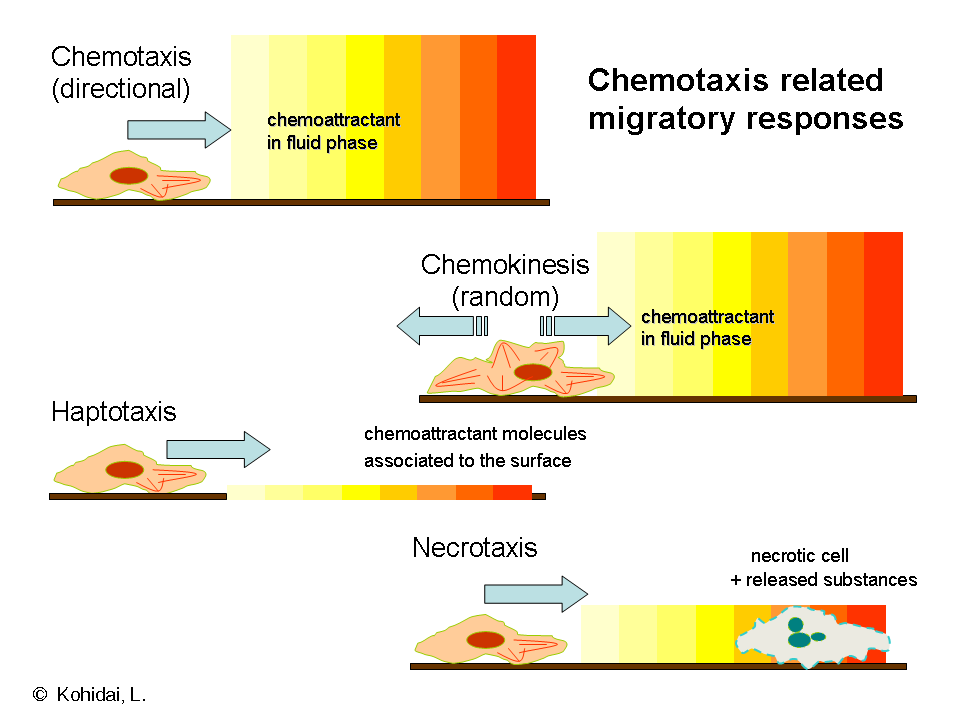 Chemotaxis
(directional)
chemoattractant
in fluid phase
Chemotaxis related
migratory responses
Chemokinesis
(random)
chemoattractant
in fluid phase
Haptotaxis
chemoattractant molecules
associated to the surface
Necrotaxis
necrotic cell
+ released substances
© Kohidai, L.